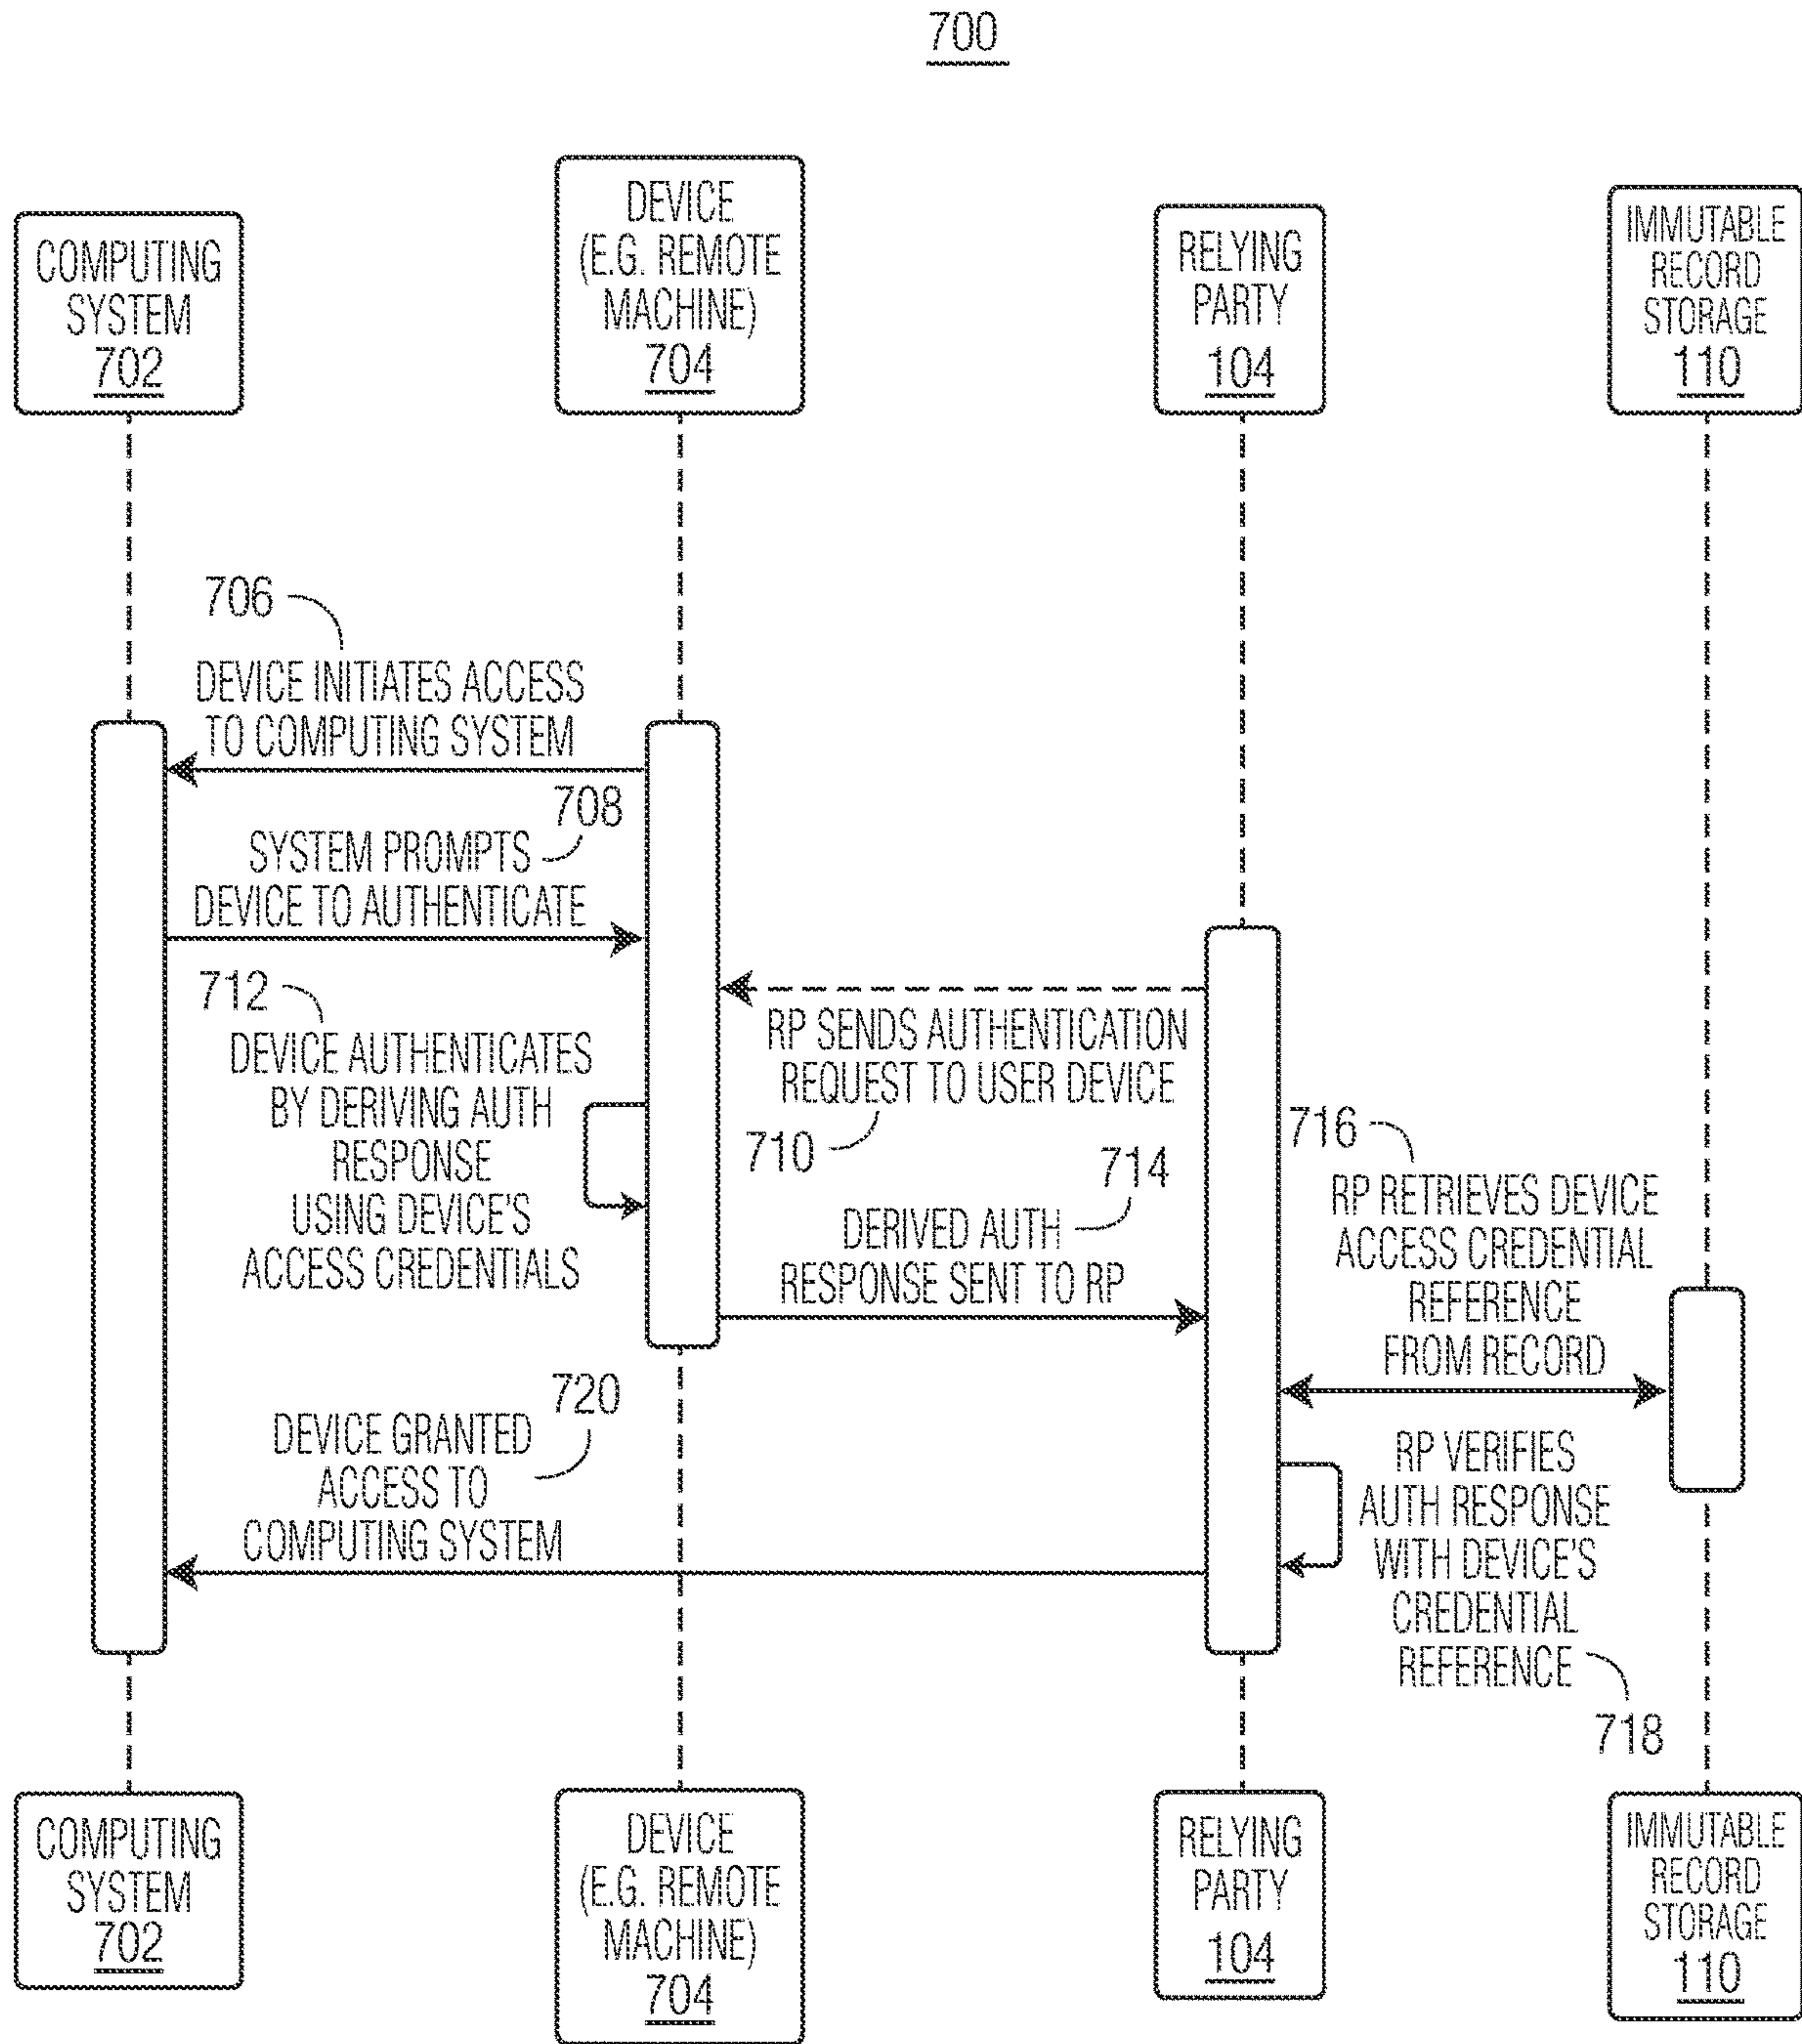 700
COMPUTING
SYSTEM
702
DEVICE
(E.G. REMOTE
MACHINE)
704
RELYING
PARTY
104
IMMUTABLE
RECORD
STORAGE
110
706
DEVICE INITIATES ACCESS
TO COMPUTING SYSTEM
708
SYSTEM PROMPTS
DEVICE TO AUTHENTICATE
710
RP SENDS AUTHENTICATION
REQUEST TO USER DEVICE
712
DEVICE AUTHENTICATES
BY DERIVING AUTH
RESPONSE
USING DEVICE'S
ACCESS CREDENTIALS
714
DERIVED AUTH
RESPONSE SENT TO RP
716
RP RETRIEVES DEVICE
ACCESS CREDENTIAL
REFERENCE
FROM RECORD
RP VERIFIES
AUTH RESPONSE
WITH DEVICE'S
CREDENTIAL
REFERENCE
718
720
DEVICE GRANTED
ACCESS TO
COMPUTING SYSTEM
COMPUTING
SYSTEM
702
DEVICE
(E.G. REMOTE
MACHINE)
704
RELYING
PARTY
104
IMMUTABLE
RECORD
STORAGE
110